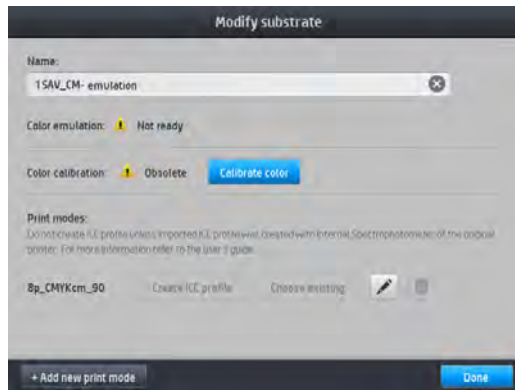 Modify substrate
Name:
1 SAV_CM- emulation
Color emulation: Not ready
Color calibration: Obsolete Calibrate color
Print modes:
Do not create ICC profile unless imported ICC profile was created with Internal Spectrophotometer of the original
printer. For more information refer to the user's guide.
8p_CMYKcm_90 Create ICC profile Choose existing
+ Add new print mode Done